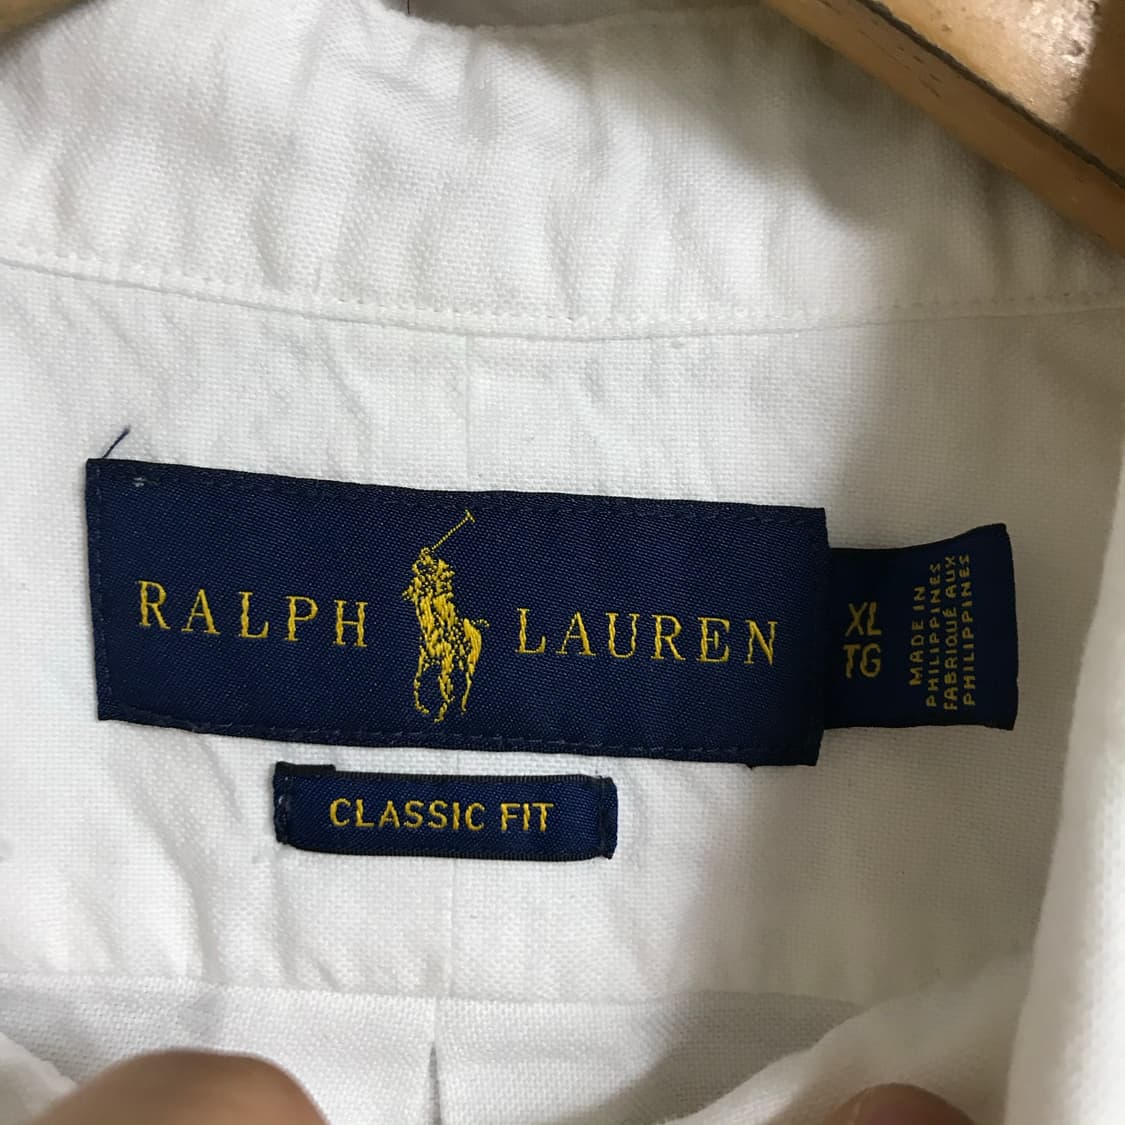 RALPH LAUREN
XL
TG
MADE IN
PHILIPPINES
FABRIQUÉ AUX
PHILIPPINES
CLASSIC FIT